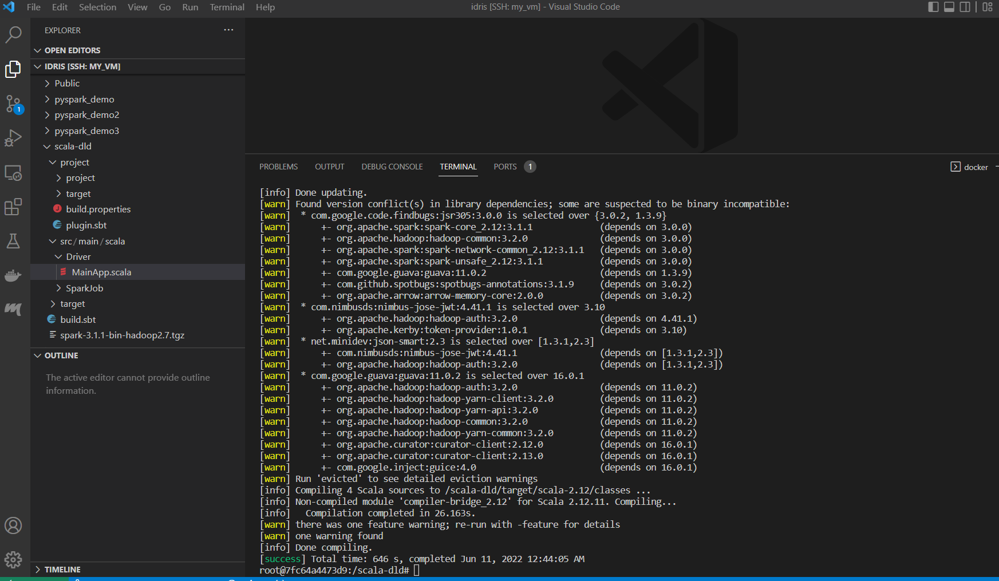 File Edit Selection View Go Run Terminal Help
idris [SSH: my_vm] - Visual Studio Code
EXPLORER
OPEN EDITORS
IDRIS [SSH: MY_VM]
Public
pyspark_demo
1
pyspark_demo2
pyspark_demo3
scala-dld
project
project
target
build.properties
plugin.sbt
src/main/scala
Driver
MainApp.scala
SparkJob
target
build.sbt
spark-3.1.1-bin-hadoop2.7.tgz
OUTLINE
The active editor cannot provide outline
information.
TIMELINE
PROBLEMS OUTPUT DEBUG CONSOLE TERMINAL PORTS 1
docker
[info] Done updating.
[warn] Found version conflict(s) in library dependencies; some are suspected to be binary incompatible:
[warn]  * com.google.code.findbugs:jsr305:3.0.0 is selected over {3.0.2, 1.3.9}
[warn]      +- org.apache.spark:spark-core_2.12:3.1.1             (depends on 3.0.0)
[warn]      +- org.apache.hadoop:hadoop-common:3.2.0              (depends on 3.0.0)
[warn]      +- org.apache.spark:spark-network-common_2.12:3.1.1   (depends on 3.0.0)
[warn]      +- org.apache.spark:spark-unsafe_2.12:3.1.1           (depends on 3.0.0)
[warn]      +- com.google.guava:guava:11.0.2                      (depends on 1.3.9)
[warn]      +- com.github.spotbugs:spotbugs-annotations:3.1.9     (depends on 3.0.2)
[warn]      +- org.apache.arrow:arrow-memory-core:2.0.0           (depends on 3.0.2)
[warn]  * com.nimbusds:nimbus-jose-jwt:4.41.1 is selected over 3.10
[warn]      +- org.apache.hadoop:hadoop-auth:3.2.0                (depends on 4.41.1)
[warn]      +- org.apache.kerby:token-provider:1.0.1              (depends on 3.10)
[warn]  * net.minidev:json-smart:2.3 is selected over [1.3.1,2.3]
[warn]      +- com.nimbusds:nimbus-jose-jwt:4.41.1                (depends on [1.3.1,2.3])
[warn]      +- org.apache.hadoop:hadoop-auth:3.2.0                (depends on [1.3.1,2.3])
[warn]  * com.google.guava:guava:11.0.2 is selected over 16.0.1
[warn]      +- org.apache.hadoop:hadoop-auth:3.2.0                (depends on 11.0.2)
[warn]      +- org.apache.hadoop:hadoop-yarn-client:3.2.0         (depends on 11.0.2)
[warn]      +- org.apache.hadoop:hadoop-yarn-api:3.2.0            (depends on 11.0.2)
[warn]      +- org.apache.hadoop:hadoop-common:3.2.0              (depends on 11.0.2)
[warn]      +- org.apache.hadoop:hadoop-yarn-common:3.2.0         (depends on 11.0.2)
[warn]      +- org.apache.curator:curator-client:2.12.0           (depends on 16.0.1)
[warn]      +- org.apache.curator:curator-client:2.13.0           (depends on 16.0.1)
[warn]      +- com.google.inject:guice:4.0                        (depends on 16.0.1)
[warn] Run 'evicted' to see detailed eviction warnings
[info] Compiling 4 Scala sources to /scala-dld/target/scala-2.12/classes ...
[info] Non-compiled module 'compiler-bridge_2.12' for Scala 2.12.11. Compiling...
[info]   Compilation completed in 26.163s.
[warn] there was one feature warning; re-run with -feature for details
[warn] one warning found
[info] Done compiling.
[success] Total time: 646 s, completed Jun 11, 2022 12:44:05 AM
root@7fc64a4473d9:/scala-dld#